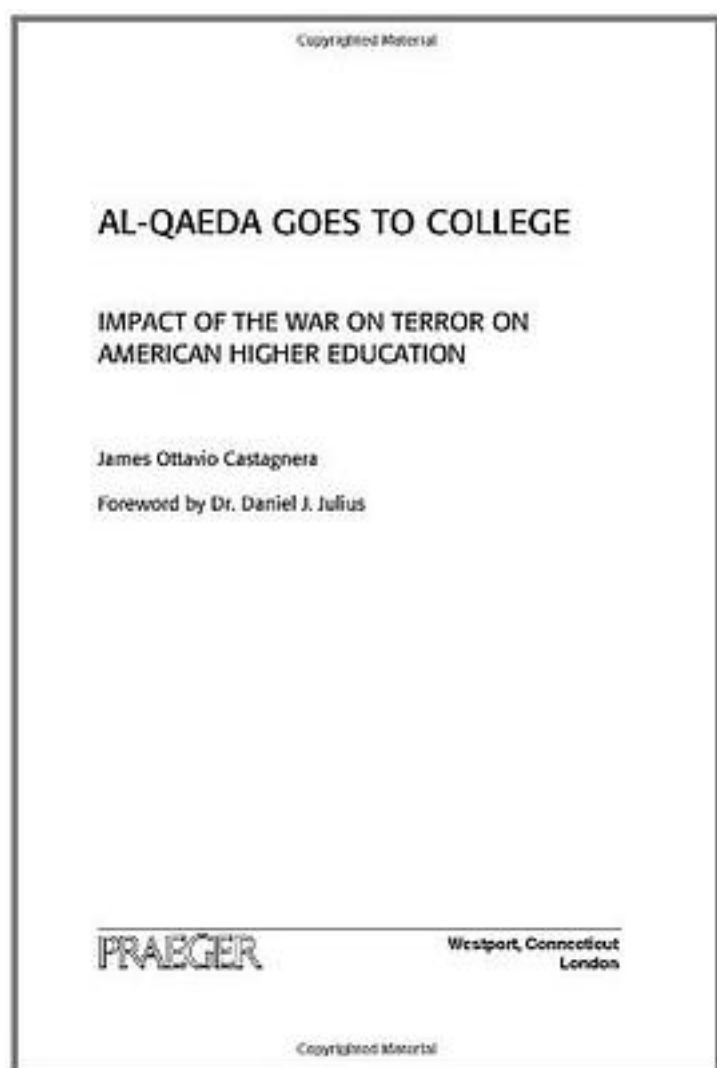 Copyrighted Material
AL-QAEDA GOES TO COLLEGE
IMPACT OF THE WAR ON TERROR ON
AMERICAN HIGHER EDUCATION
James Ottavio Castagnera
Foreword by Dr. Daniel J. Julius
PRAEGER
Westport, Connecticut
London
Copyrighted Material